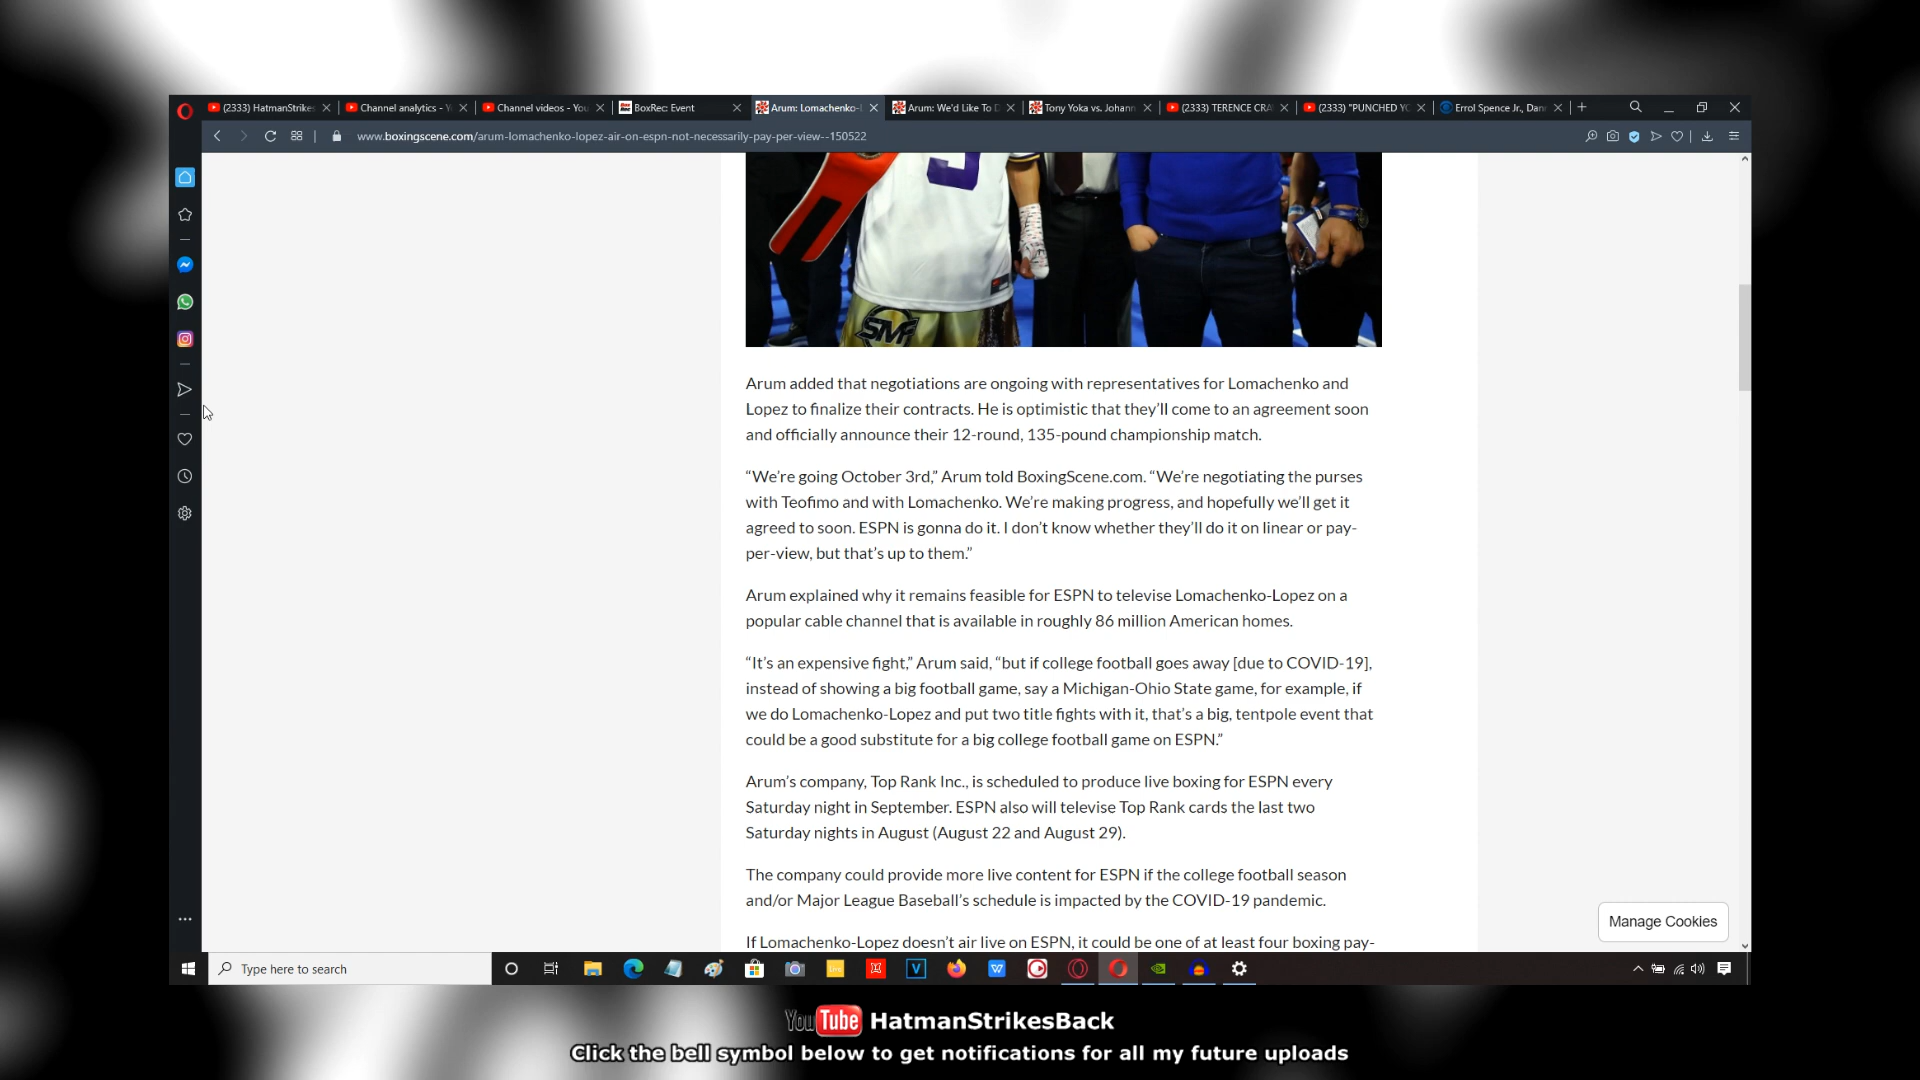 (2333) HatmanStrikes
Channel analytics - Y
Channel videos - You
BoxRec: Event
Arum: Lomachenko-L
Arum: We'd Like To D
Tony Yoka vs. Johann
(2333) TERENCE CRA
(2333) "PUNCHED YO
Errol Spence Jr., Dann
www.boxingscene.com/arum-lomachenko-lopez-air-on-espn-not-necessarily-pay-per-view--150522
SMF
Arum added that negotiations are ongoing with representatives for Lomachenko and
Lopez to finalize their contracts. He is optimistic that they’ll come to an agreement soon
and officially announce their 12-round, 135-pound championship match.
“We’re going October 3rd,” Arum told BoxingScene.com. “We’re negotiating the purses
with Teofimo and with Lomachenko. We’re making progress, and hopefully we’ll get it
agreed to soon. ESPN is gonna do it. I don’t know whether they’ll do it on linear or pay-
per-view, but that’s up to them.”
Arum explained why it remains feasible for ESPN to televise Lomachenko-Lopez on a
popular cable channel that is available in roughly 86 million American homes.
“It’s an expensive fight,” Arum said, “but if college football goes away [due to COVID-19],
instead of showing a big football game, say a Michigan-Ohio State game, for example, if
we do Lomachenko-Lopez and put two title fights with it, that’s a big, tentpole event that
could be a good substitute for a big college football game on ESPN.”
Arum’s company, Top Rank Inc., is scheduled to produce live boxing for ESPN every
Saturday night in September. ESPN also will televise Top Rank cards the last two
Saturday nights in August (August 22 and August 29).
The company could provide more live content for ESPN if the college football season
and/or Major League Baseball’s schedule is impacted by the COVID-19 pandemic.
If Lomachenko-Lopez doesn’t air live on ESPN, it could be one of at least four boxing pay-
Manage Cookies
Type here to search
YouTube HatmanStrikesBack
Click the bell symbol below to get notifications for all my future uploads